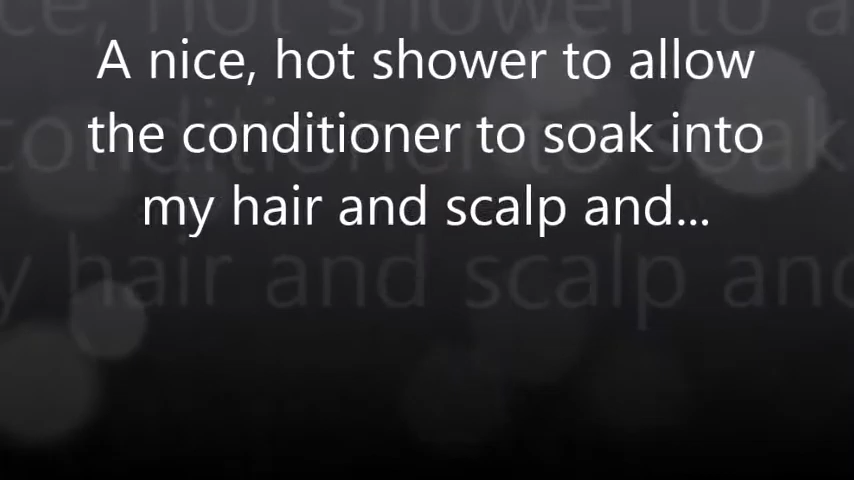 A nice, hot shower to allow
the conditioner to soak into
my hair and scalp and...